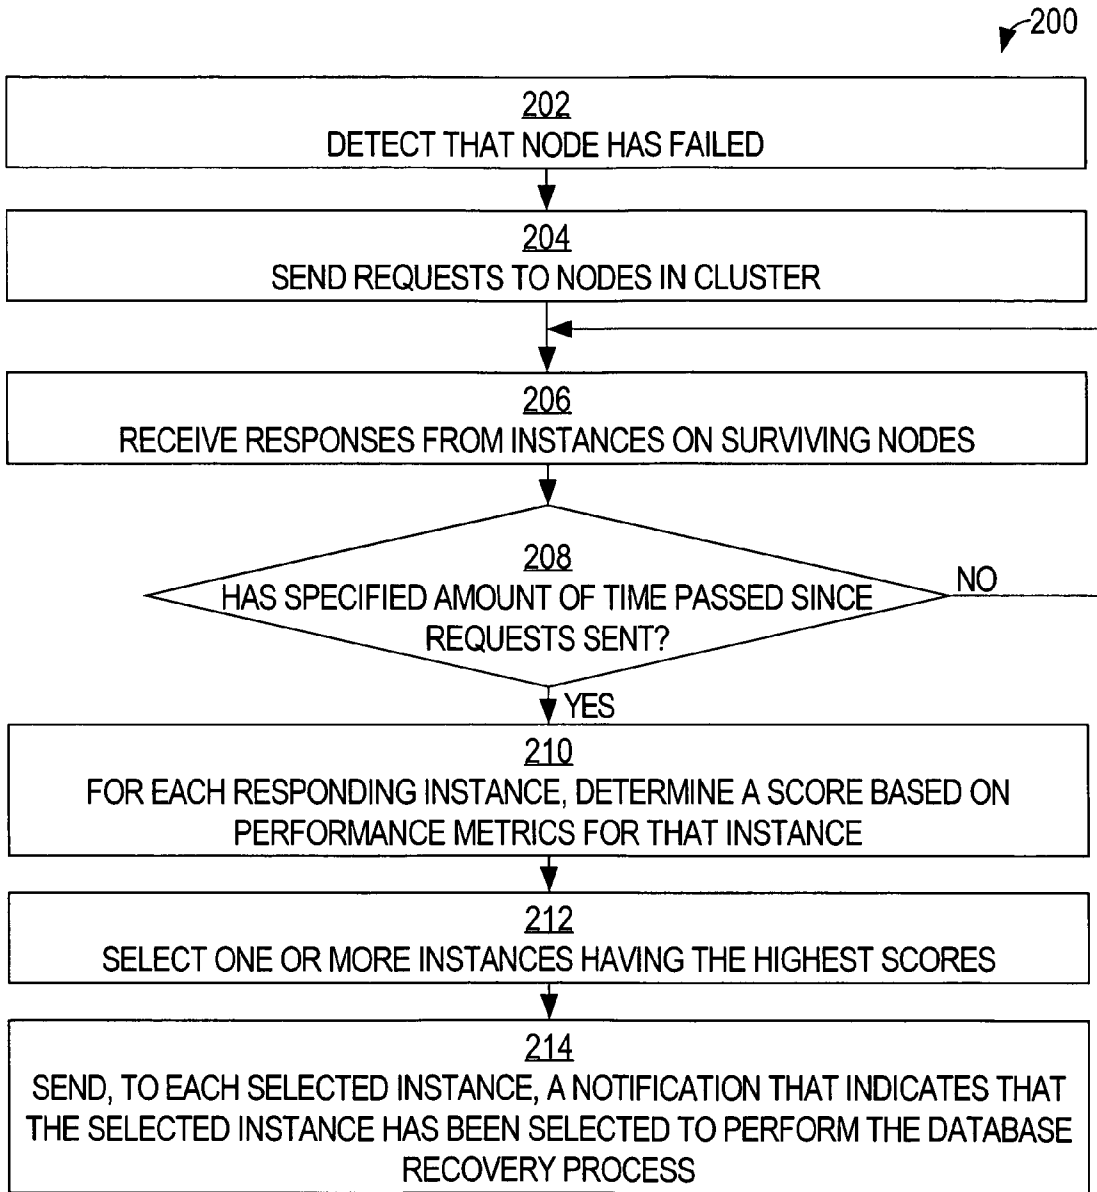 200
202
DETECT THAT NODE HAS FAILED
204
SEND REQUESTS TO NODES IN CLUSTER
206
RECEIVE RESPONSES FROM INSTANCES ON SURVIVING NODES
208
HAS SPECIFIED AMOUNT OF TIME PASSED SINCE
REQUESTS SENT?
NO
YES
210
FOR EACH RESPONDING INSTANCE, DETERMINE A SCORE BASED ON
PERFORMANCE METRICS FOR THAT INSTANCE
212
SELECT ONE OR MORE INSTANCES HAVING THE HIGHEST SCORES
214
SEND, TO EACH SELECTED INSTANCE, A NOTIFICATION THAT INDICATES THAT
THE SELECTED INSTANCE HAS BEEN SELECTED TO PERFORM THE DATABASE
RECOVERY PROCESS